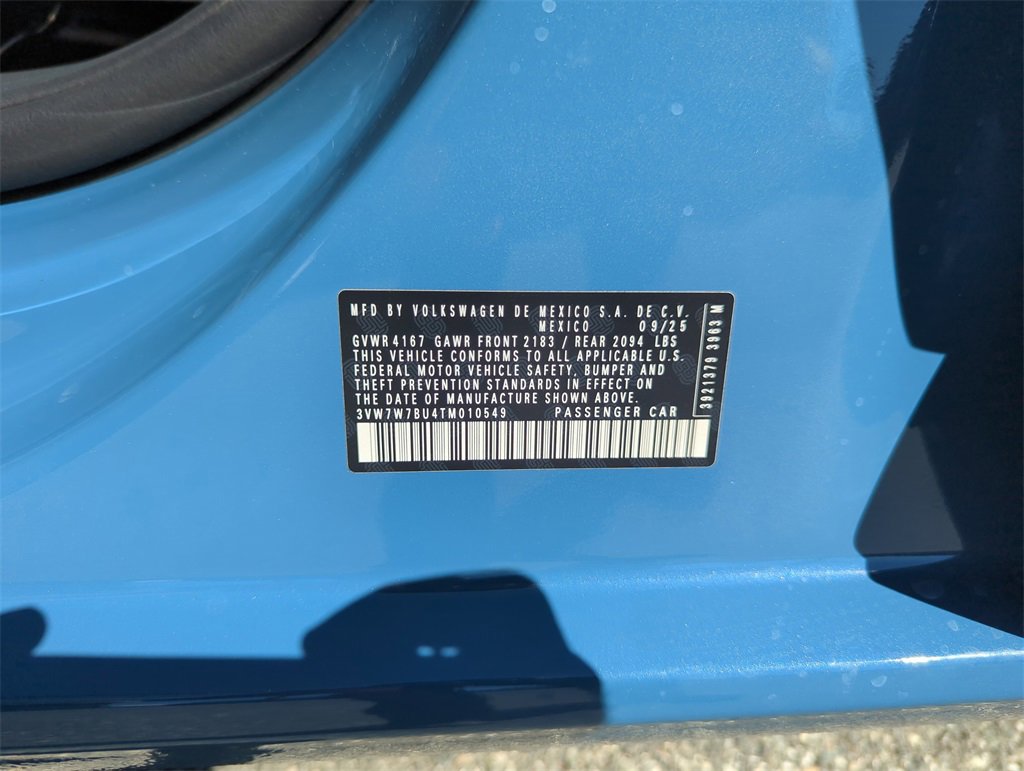 MFD BY VOLKSWAGEN DE MEXICO S.A. DE C.V.
MEXICO 09/25
GVWR 4167 GAWR FRONT 2183 / REAR 2094 LBS
THIS VEHICLE CONFORMS TO ALL APPLICABLE U.S.
FEDERAL MOTOR VEHICLE SAFETY, BUMPER AND
THEFT PREVENTION STANDARDS IN EFFECT ON
THE DATE OF MANUFACTURE SHOWN ABOVE.
3VW7W7BU4TM010549 PASSENGER CAR
3921379 3963 M